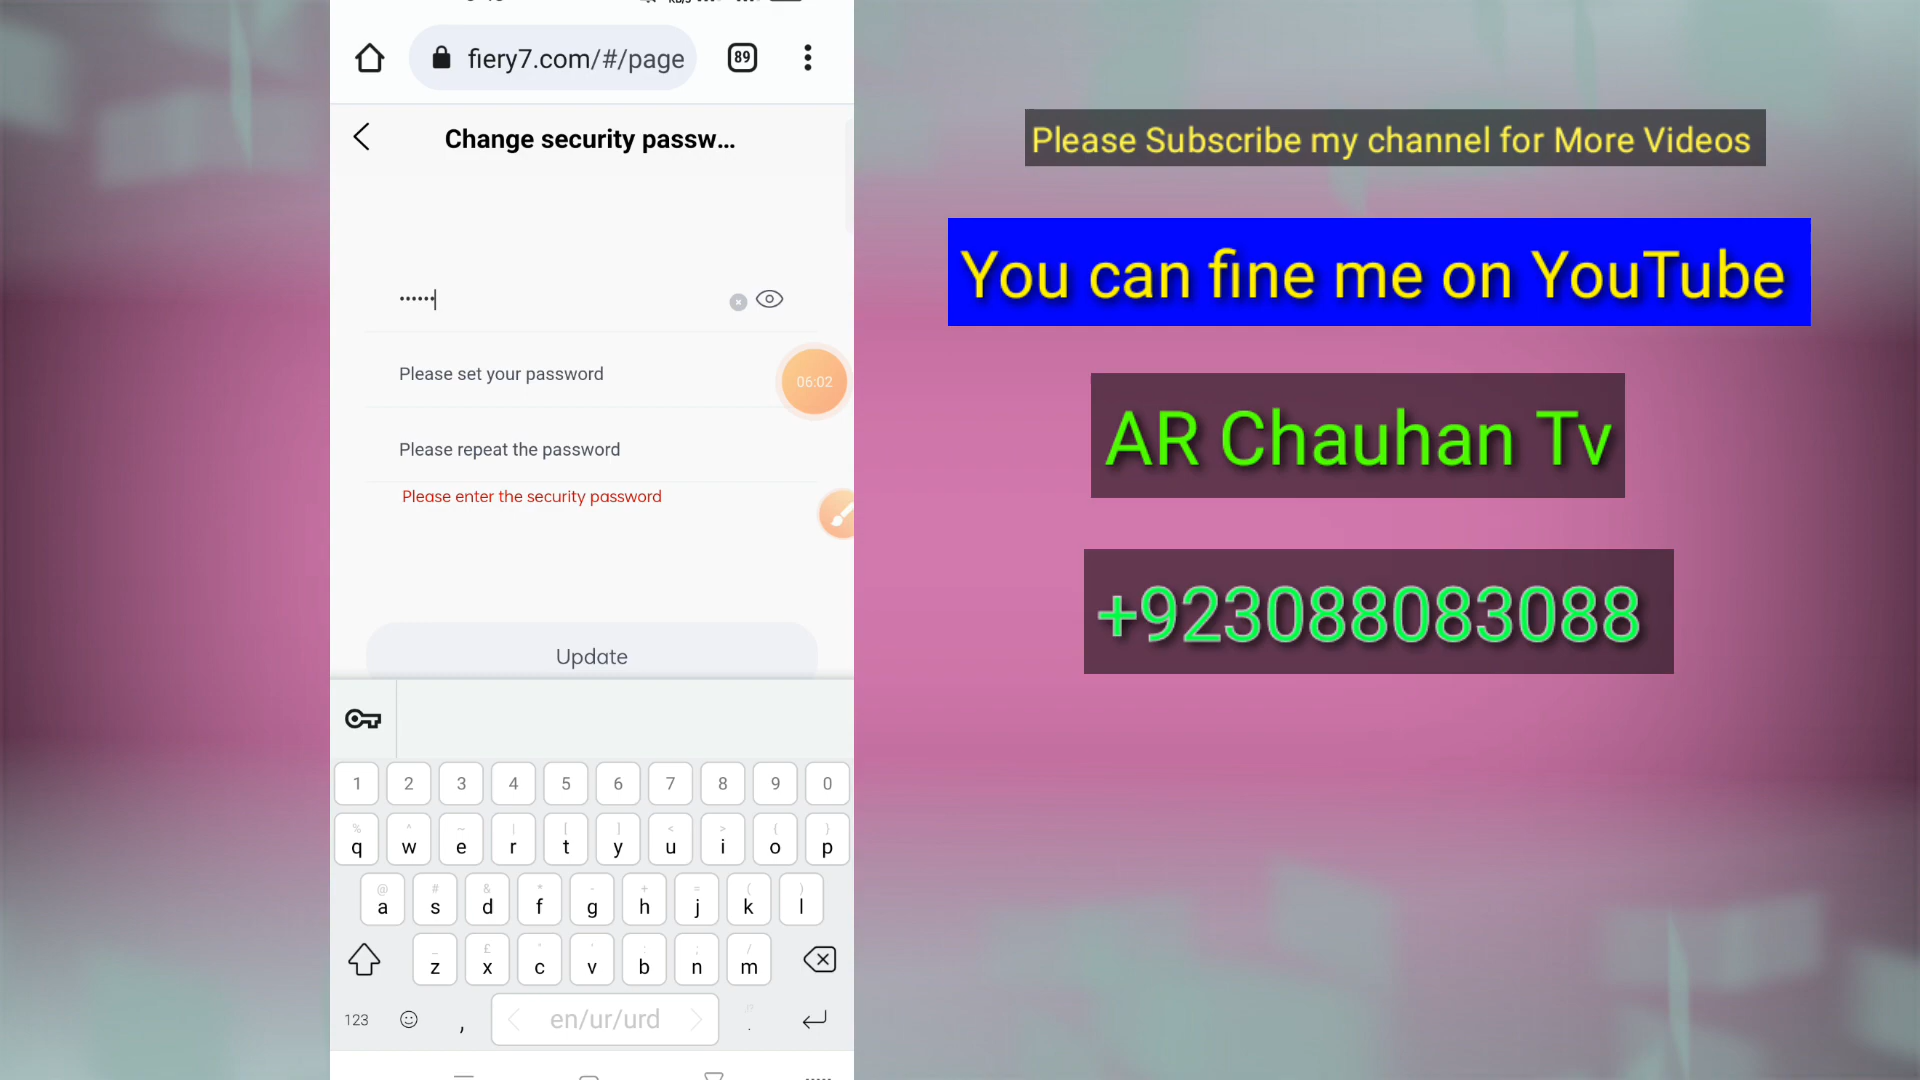 fiery7.com/#/page
89
Change security passw...
••••••
Please set your password
06:02
Please repeat the password
Please enter the security password
Update
1 2 3 4 5 6 7 8 9 0
% ^ ~ | [ ] < > { }
q w e r t y u i o p
@ # & * - + = ( )
a s d f g h j k l
z x c v b n m
123 , en/ur/urd .
Please Subscribe my channel for More Videos
You can fine me on YouTube
AR Chauhan Tv
+923088083088